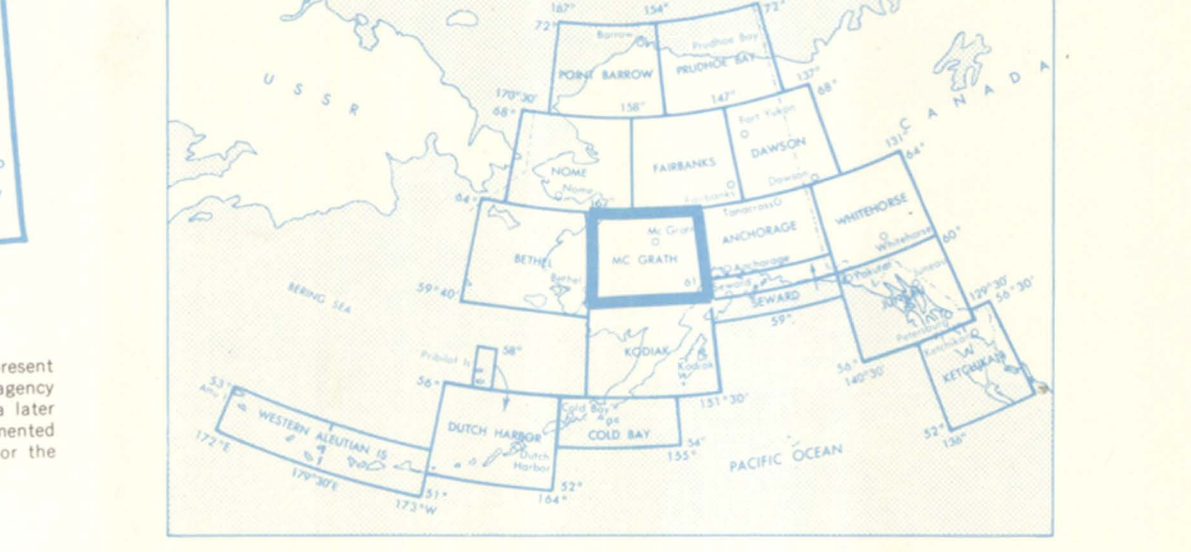 167° 154°
72° 72°
Barrow
Prudhoe Bay
POINT BARROW
PRUDHOE BAY
USSR
170°30' 158° 147° 137°
68° 68°
CANADA
Fort Yukon
NOME
FAIRBANKS
DAWSON
131°
64°
Nome
Fairbanks
Dawson
64°
162°
Tanacross
WHITEHORSE
Mc Grath
ANCHORAGE
Whitehorse
60°
BETHEL
MC GRATH
Anchorage
Bethel
61
Seward
Yakutat
Juneau
59°40'
SEWARD
JUNEAU
129°30'
56°30'
BERING SEA
59°
Petersburg
Pribilof Is
58°
KODIAK
Kodiak
Ketchikan
KETCHIKAN
56°
140°30'
resent
agency
a later
mented
or the
53°
56°
151°30'
172°E
WESTERN ALEUTIAN IS
Cold Bay
DUTCH HARBOR
COLD BAY
54°
155°
52°
Dutch
Harbor
PACIFIC OCEAN
179°30'E
51°
173°W
52°
164°